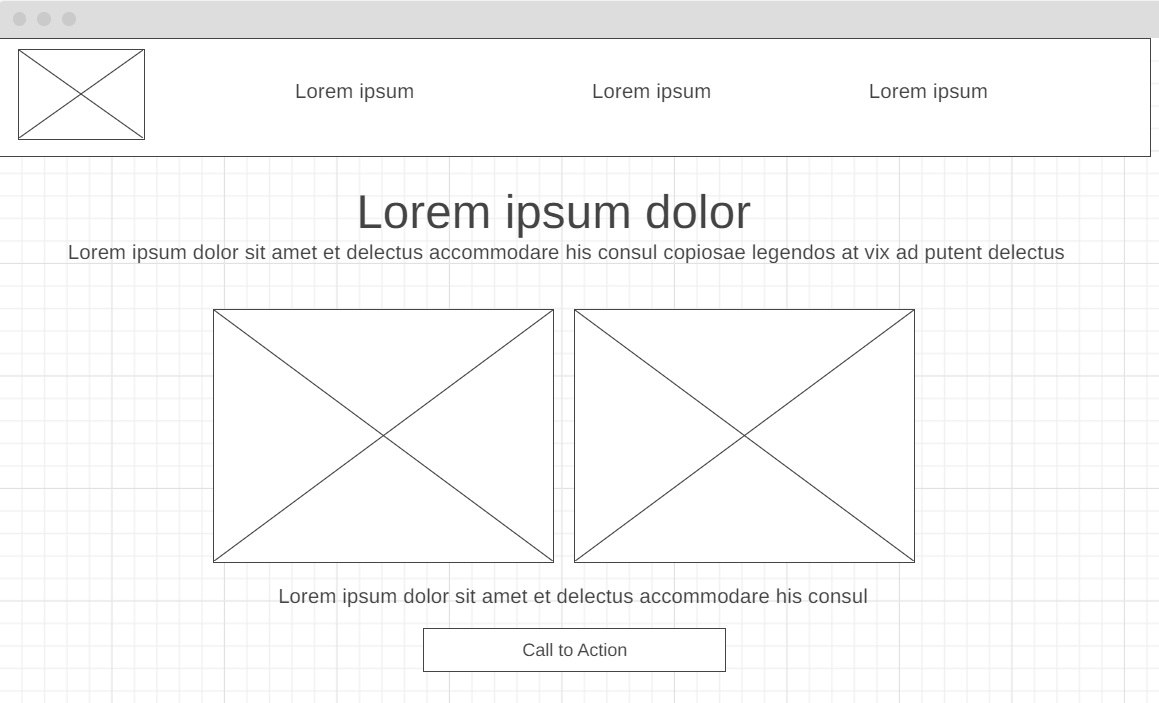 Lorem ipsum
Lorem ipsum
Lorem ipsum
Lorem ipsum dolor
Lorem ipsum dolor sit amet et delectus accommodare his consul copiosae legendos at vix ad putent delectus
Lorem ipsum dolor sit amet et delectus accommodare his consul
Call to Action